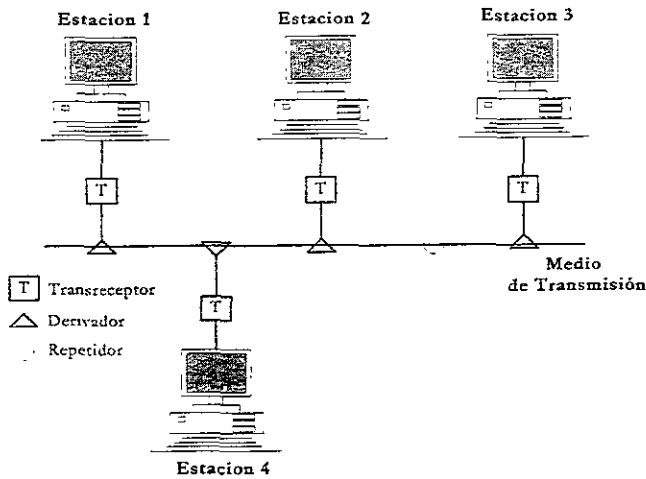 Estacion 1
Estacion 2
Estacion 3
T
T
T
Medio
de Transmisión
T Transreceptor
Derivador
Repetidor
T
Estacion 4